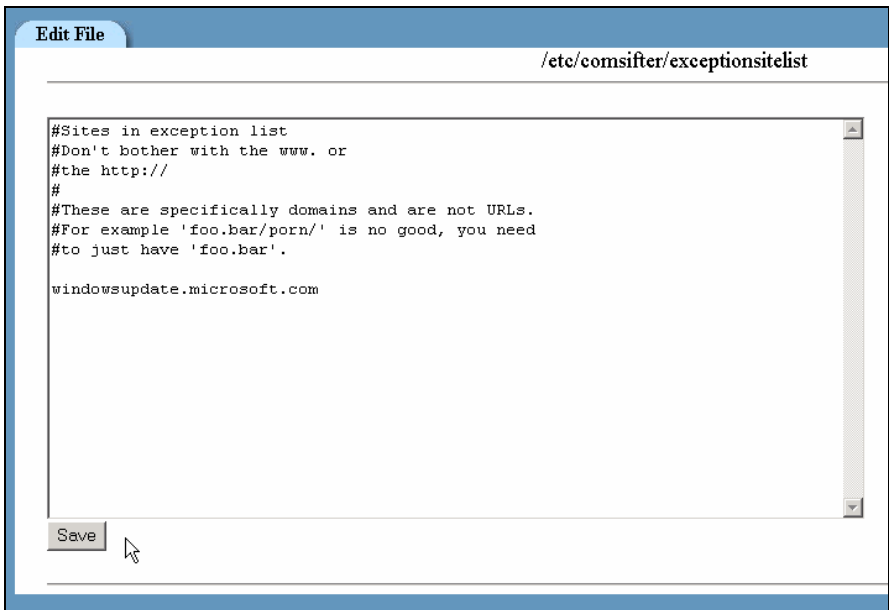 Edit File
/etc/comsifter/exceptionsitelist
#Sites in exception list
#Don't bother with the www. or
#the http://
#
#These are specifically domains and are not URLs.
#For example 'foo.bar/porn/' is no good, you need
#to just have 'foo.bar'.
windowsupdate.microsoft.com
Save